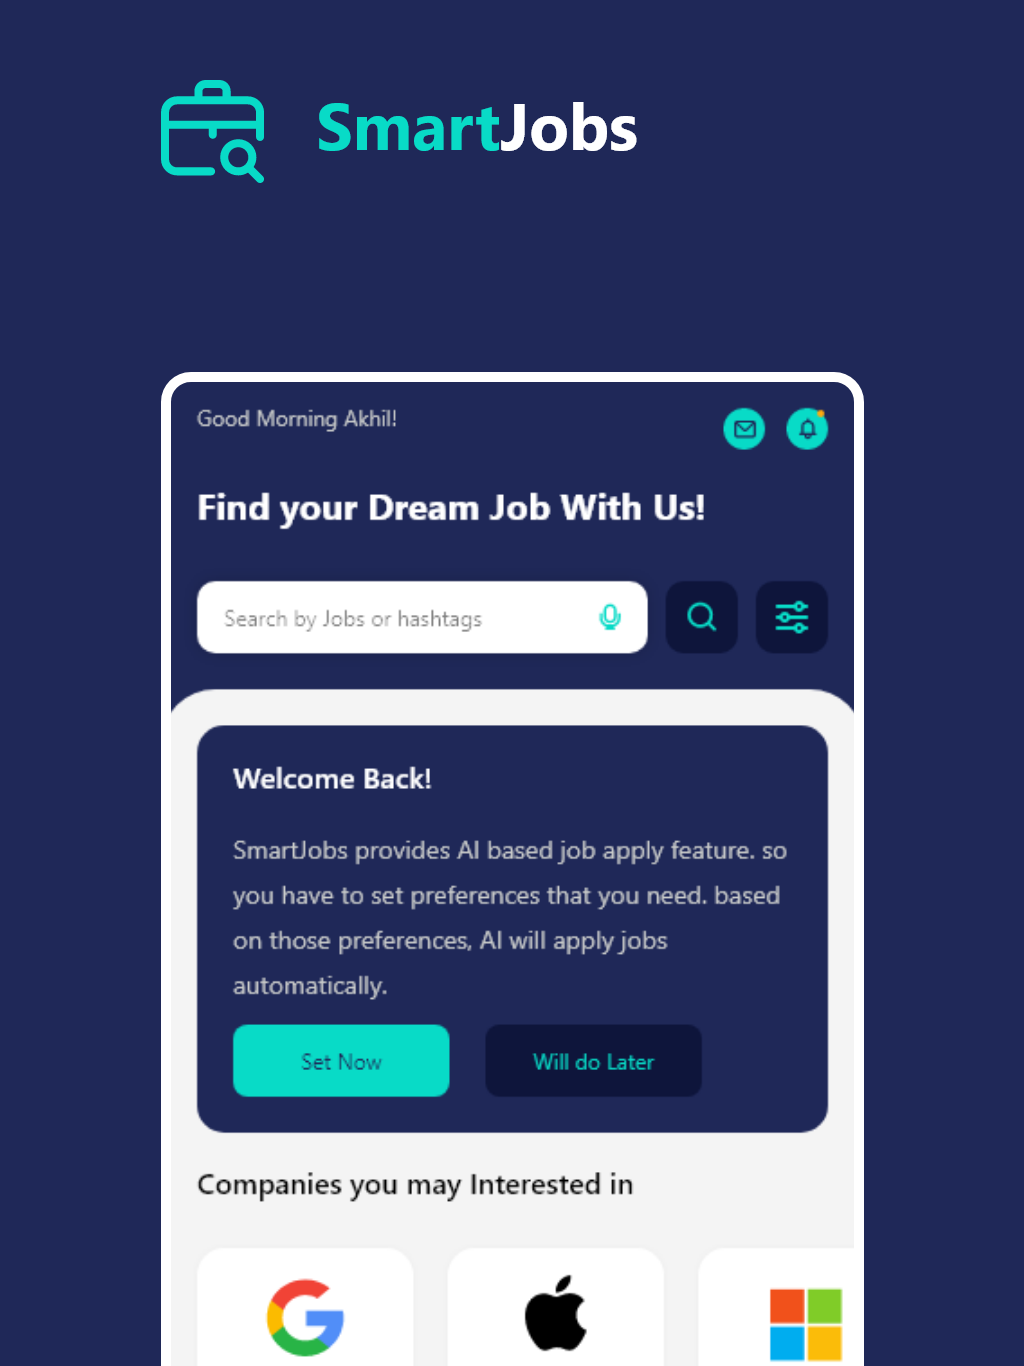 SmartJobs
Good Morning Akhil!
Find your Dream Job With Us!
Search by Jobs or hashtags
Welcome Back!
SmartJobs provides AI based job apply feature. so
you have to set preferences that you need. based
on those preferences, AI will apply jobs
automatically.
Set Now
Will do Later
Companies you may Interested in